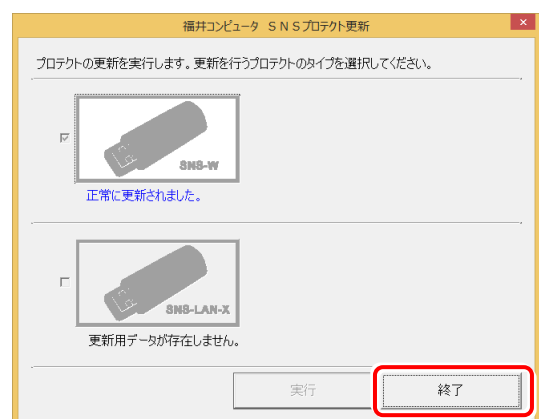 福井コンピュータ ＳＮＳプロテクト更新
プロテクトの更新を実行します。更新を行うプロテクトのタイプを選択してください。
SNS-W
正常に更新されました。
SNS-LAN-X
更新用データが存在しません。
実行
終了